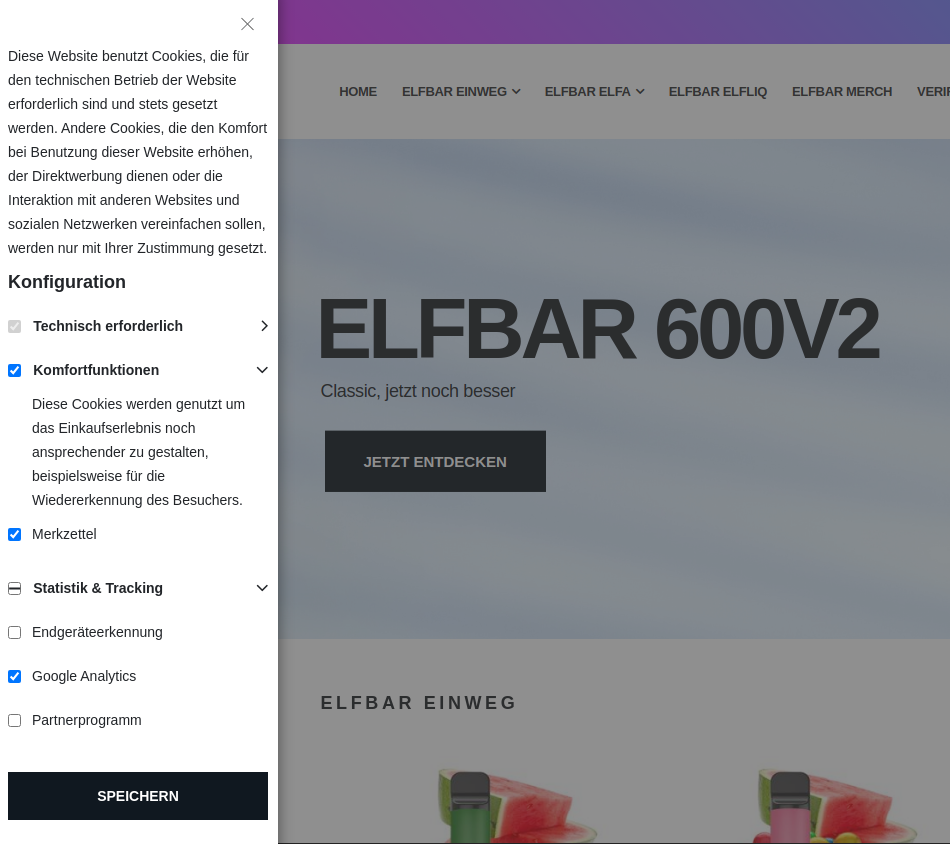 Diese Website benutzt Cookies, die für
den technischen Betrieb der Website
erforderlich sind und stets gesetzt
werden. Andere Cookies, die den Komfort
bei Benutzung dieser Website erhöhen,
der Direktwerbung dienen oder die
Interaktion mit anderen Websites und
sozialen Netzwerken vereinfachen sollen,
werden nur mit Ihrer Zustimmung gesetzt.
Konfiguration
Technisch erforderlich
Komfortfunktionen
Diese Cookies werden genutzt um
das Einkaufserlebnis noch
ansprechender zu gestalten,
beispielsweise für die
Wiedererkennung des Besuchers.
Merkzettel
Statistik & Tracking
Endgeräteerkennung
Google Analytics
Partnerprogramm
SPEICHERN
HOME ELFBAR EINWEG ELFBAR ELFA ELFBAR ELFLIQ ELFBAR MERCH
ELFBAR 600V2
Classic, jetzt noch besser
JETZT ENTDECKEN
ELFBAR EINWEG